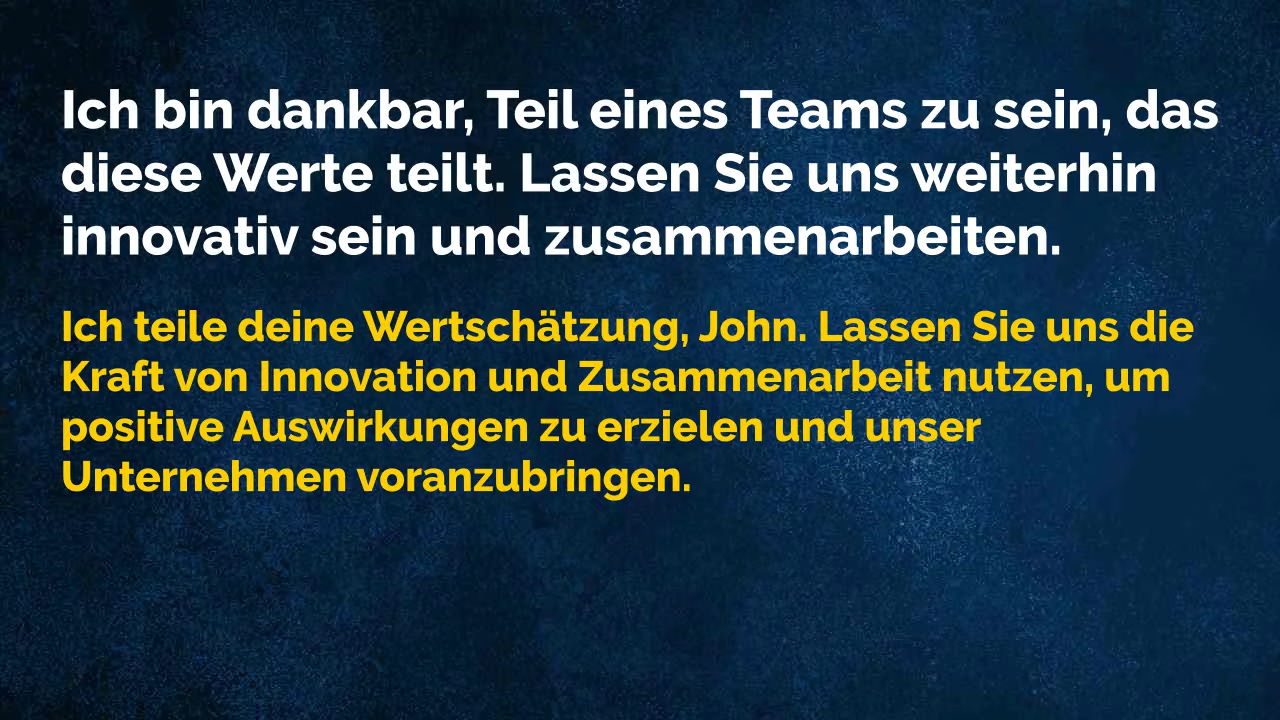 Ich bin dankbar, Teil eines Teams zu sein, das
diese Werte teilt. Lassen Sie uns weiterhin
innovativ sein und zusammenarbeiten.
Ich teile deine Wertschätzung, John. Lassen Sie uns die
Kraft von Innovation und Zusammenarbeit nutzen, um
positive Auswirkungen zu erzielen und unser
Unternehmen voranzubringen.